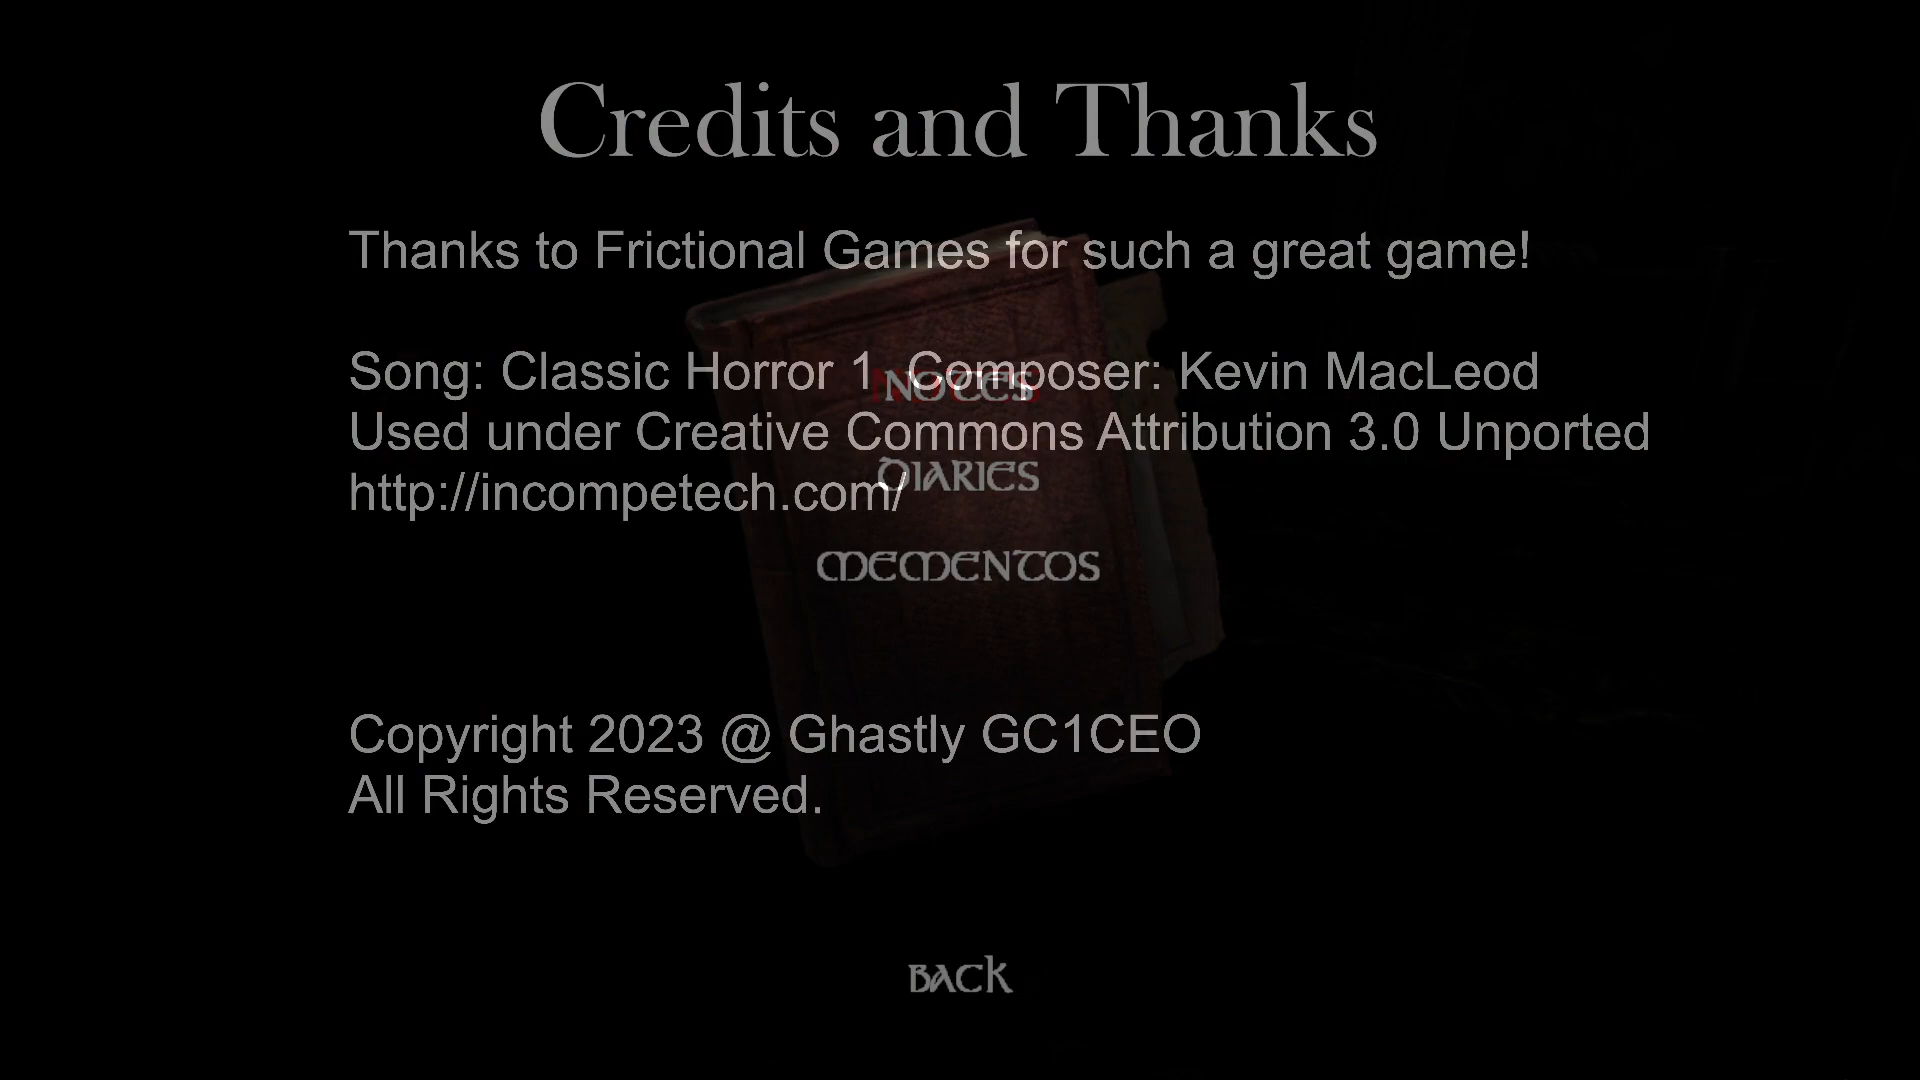 Credits and Thanks
Thanks to Frictional Games for such a great game!
Song: Classic Horror 1 Composer: Kevin MacLeod
NOTES
Used under Creative Commons Attribution 3.0 Unported
DIARIES
http://incompetech.com/
MEMENTOS
Copyright 2023 @ Ghastly GC1CEO
All Rights Reserved.
BACK